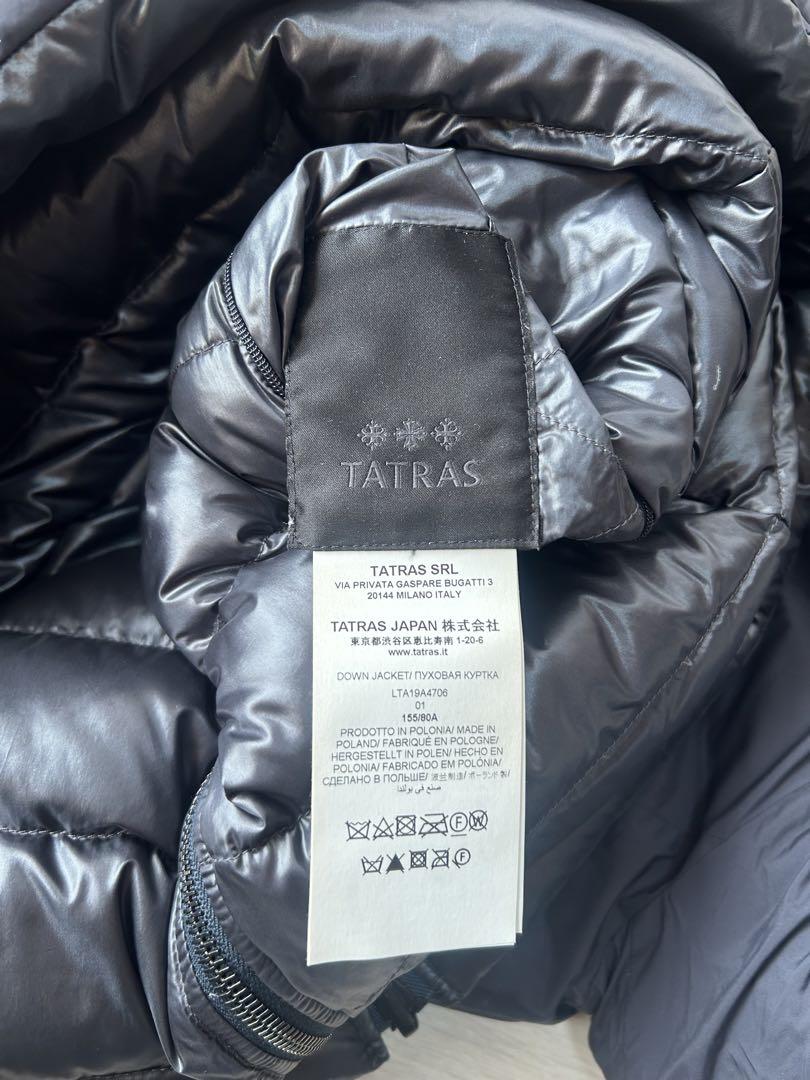 TATRAS
TATRAS SRL
VIA PRIVATA GASPARE BUGATTI 3
20144 MILANO ITALY
TATRAS JAPAN 株式会社
東京都渋谷区恵比寿南 1-20-6
www.tatras.it
DOWN JACKET/ ПУХОВАЯ КУРТКА
LTA19A4706
01
155/80A
PRODOTTO IN POLONIA/ MADE IN
POLAND/ FABRIQUÉ EN POLOGNE/
HERGESTELLT IN POLEN/ HECHO EN
POLONIA/ FABRICADO EM POLÓNIA/
СДЕЛАНО В ПОЛЬШЕ/ 波兰制造/ ポーランド製/
صنع في بولندا